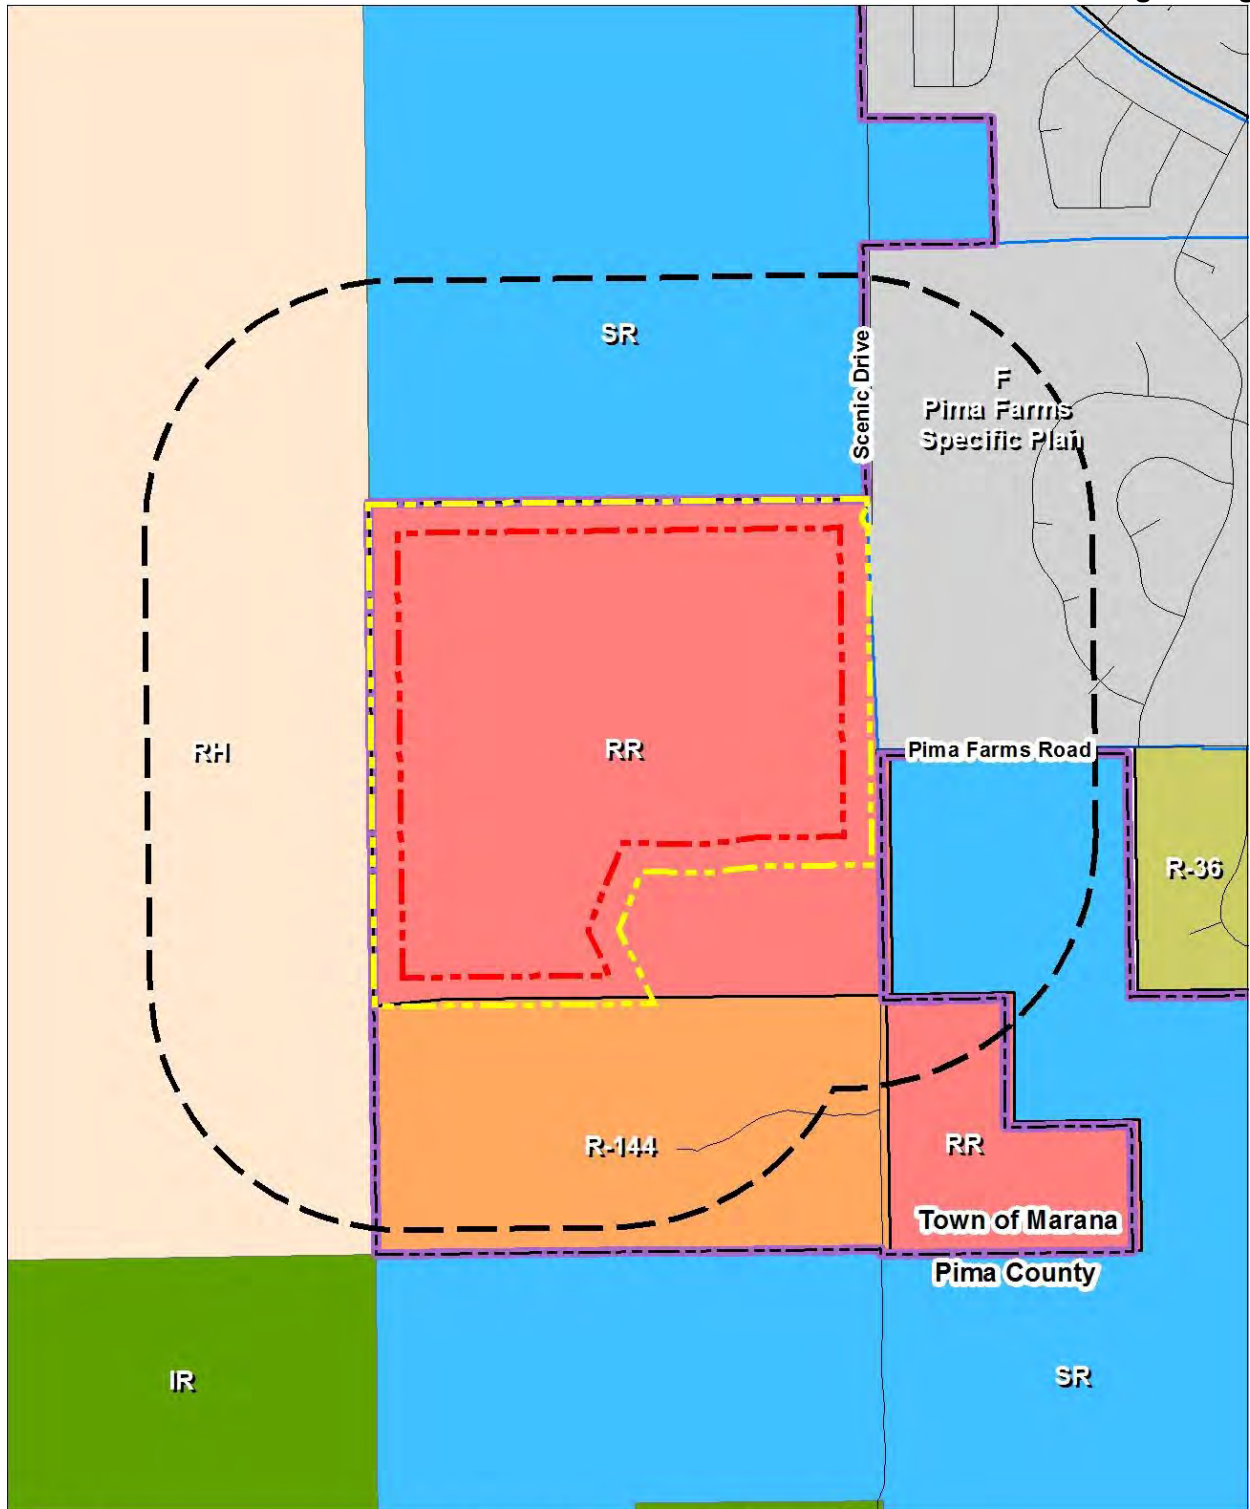 SR
Scenic Drive
F
Pima Farms
Specific Plan
RH
RR
Pima Farms Road
R-36
R-144
RR
Town of Marana
Pima County
IR
SR